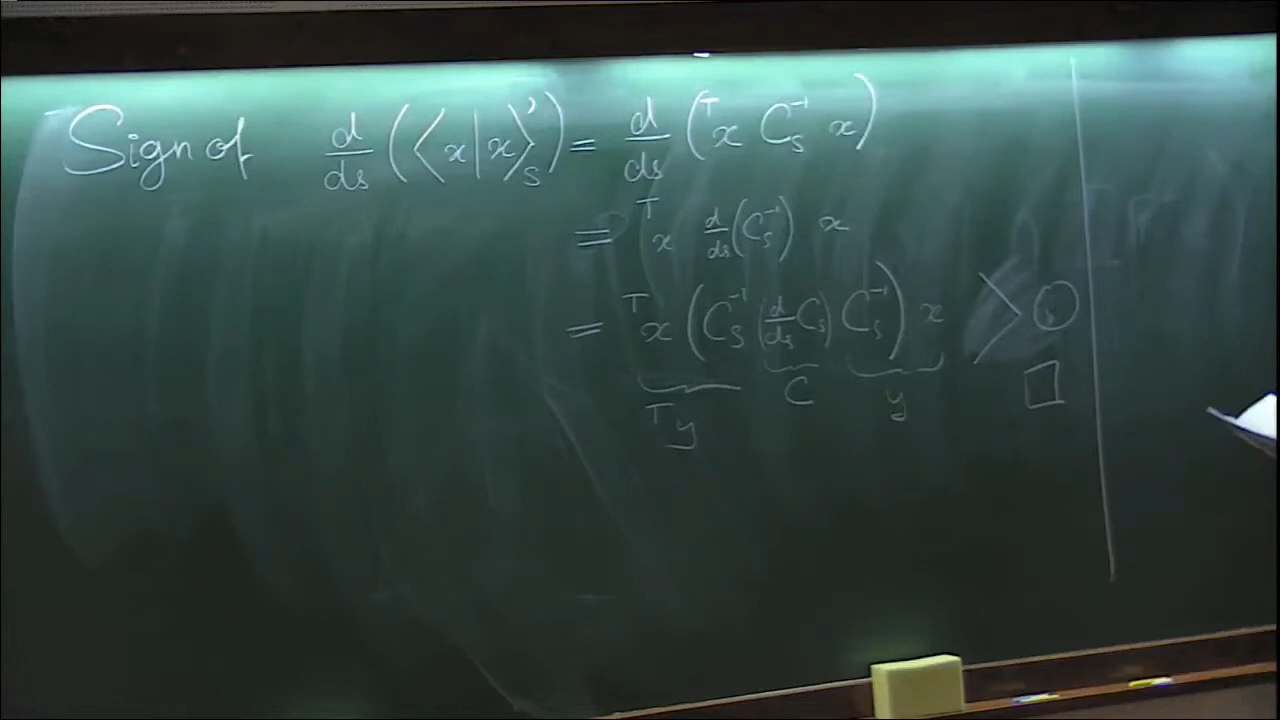 Sign of d/ds (⟨x|x⟩'_s) = d/ds (ᵀx C_s⁻¹ x)
= ᵀx d/ds(C_s⁻¹) x
= ᵀx (C_s⁻¹ (d/ds C_s) C_s⁻¹) x > 0
ᵀy C y □